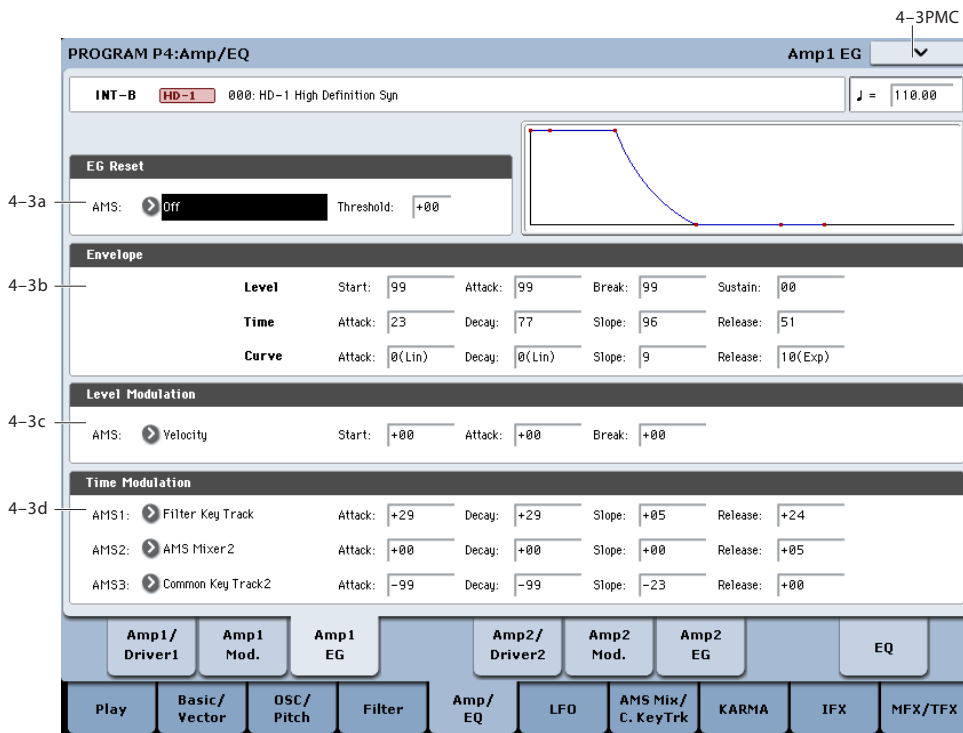 4–3PMC
PROGRAM P4:Amp/EQ Amp1 EG
INT-B HD-1 000: HD-1 High Definition Syn ♩ = 110.00
EG Reset
4–3a AMS: Off Threshold: +00
Envelope
4–3b Level Start: 99 Attack: 99 Break: 99 Sustain: 00
Time Attack: 23 Decay: 77 Slope: 96 Release: 51
Curve Attack: 0(Lin) Decay: 0(Lin) Slope: 9 Release: 10(Exp)
Level Modulation
4–3c AMS: Velocity Start: +00 Attack: +00 Break: +00
Time Modulation
4–3d AMS1: Filter Key Track Attack: +29 Decay: +29 Slope: +05 Release: +24
AMS2: AMS Mixer2 Attack: +00 Decay: +00 Slope: +00 Release: +05
AMS3: Common Key Track2 Attack: -99 Decay: -99 Slope: -23 Release: +00
Amp1/ Amp1 Amp1 Amp2/ Amp2 Amp2 EQ
Driver1 Mod. EG Driver2 Mod. EG
Play Basic/ OSC/ Filter Amp/ LFO AMS Mix/ KARMA IFX MFX/TFX
Vector Pitch EQ C. KeyTrk